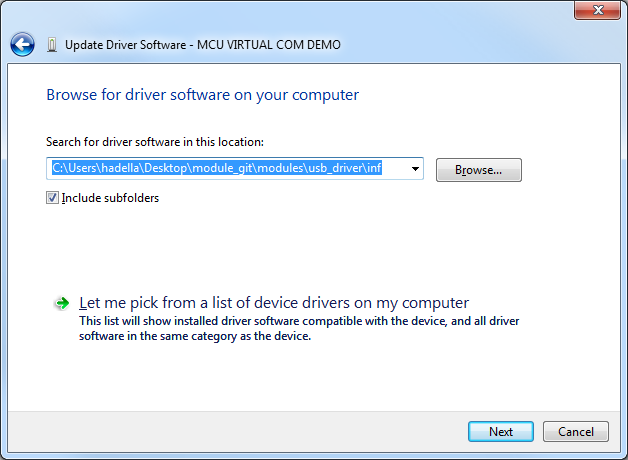 Update Driver Software - MCU VIRTUAL COM DEMO
Browse for driver software on your computer
Search for driver software in this location:
C:\Users\hadella\Desktop\module_git\modules\usb_driver\inf
Browse...
Include subfolders
Let me pick from a list of device drivers on my computer
This list will show installed driver software compatible with the device, and all driver
software in the same category as the device.
Next
Cancel